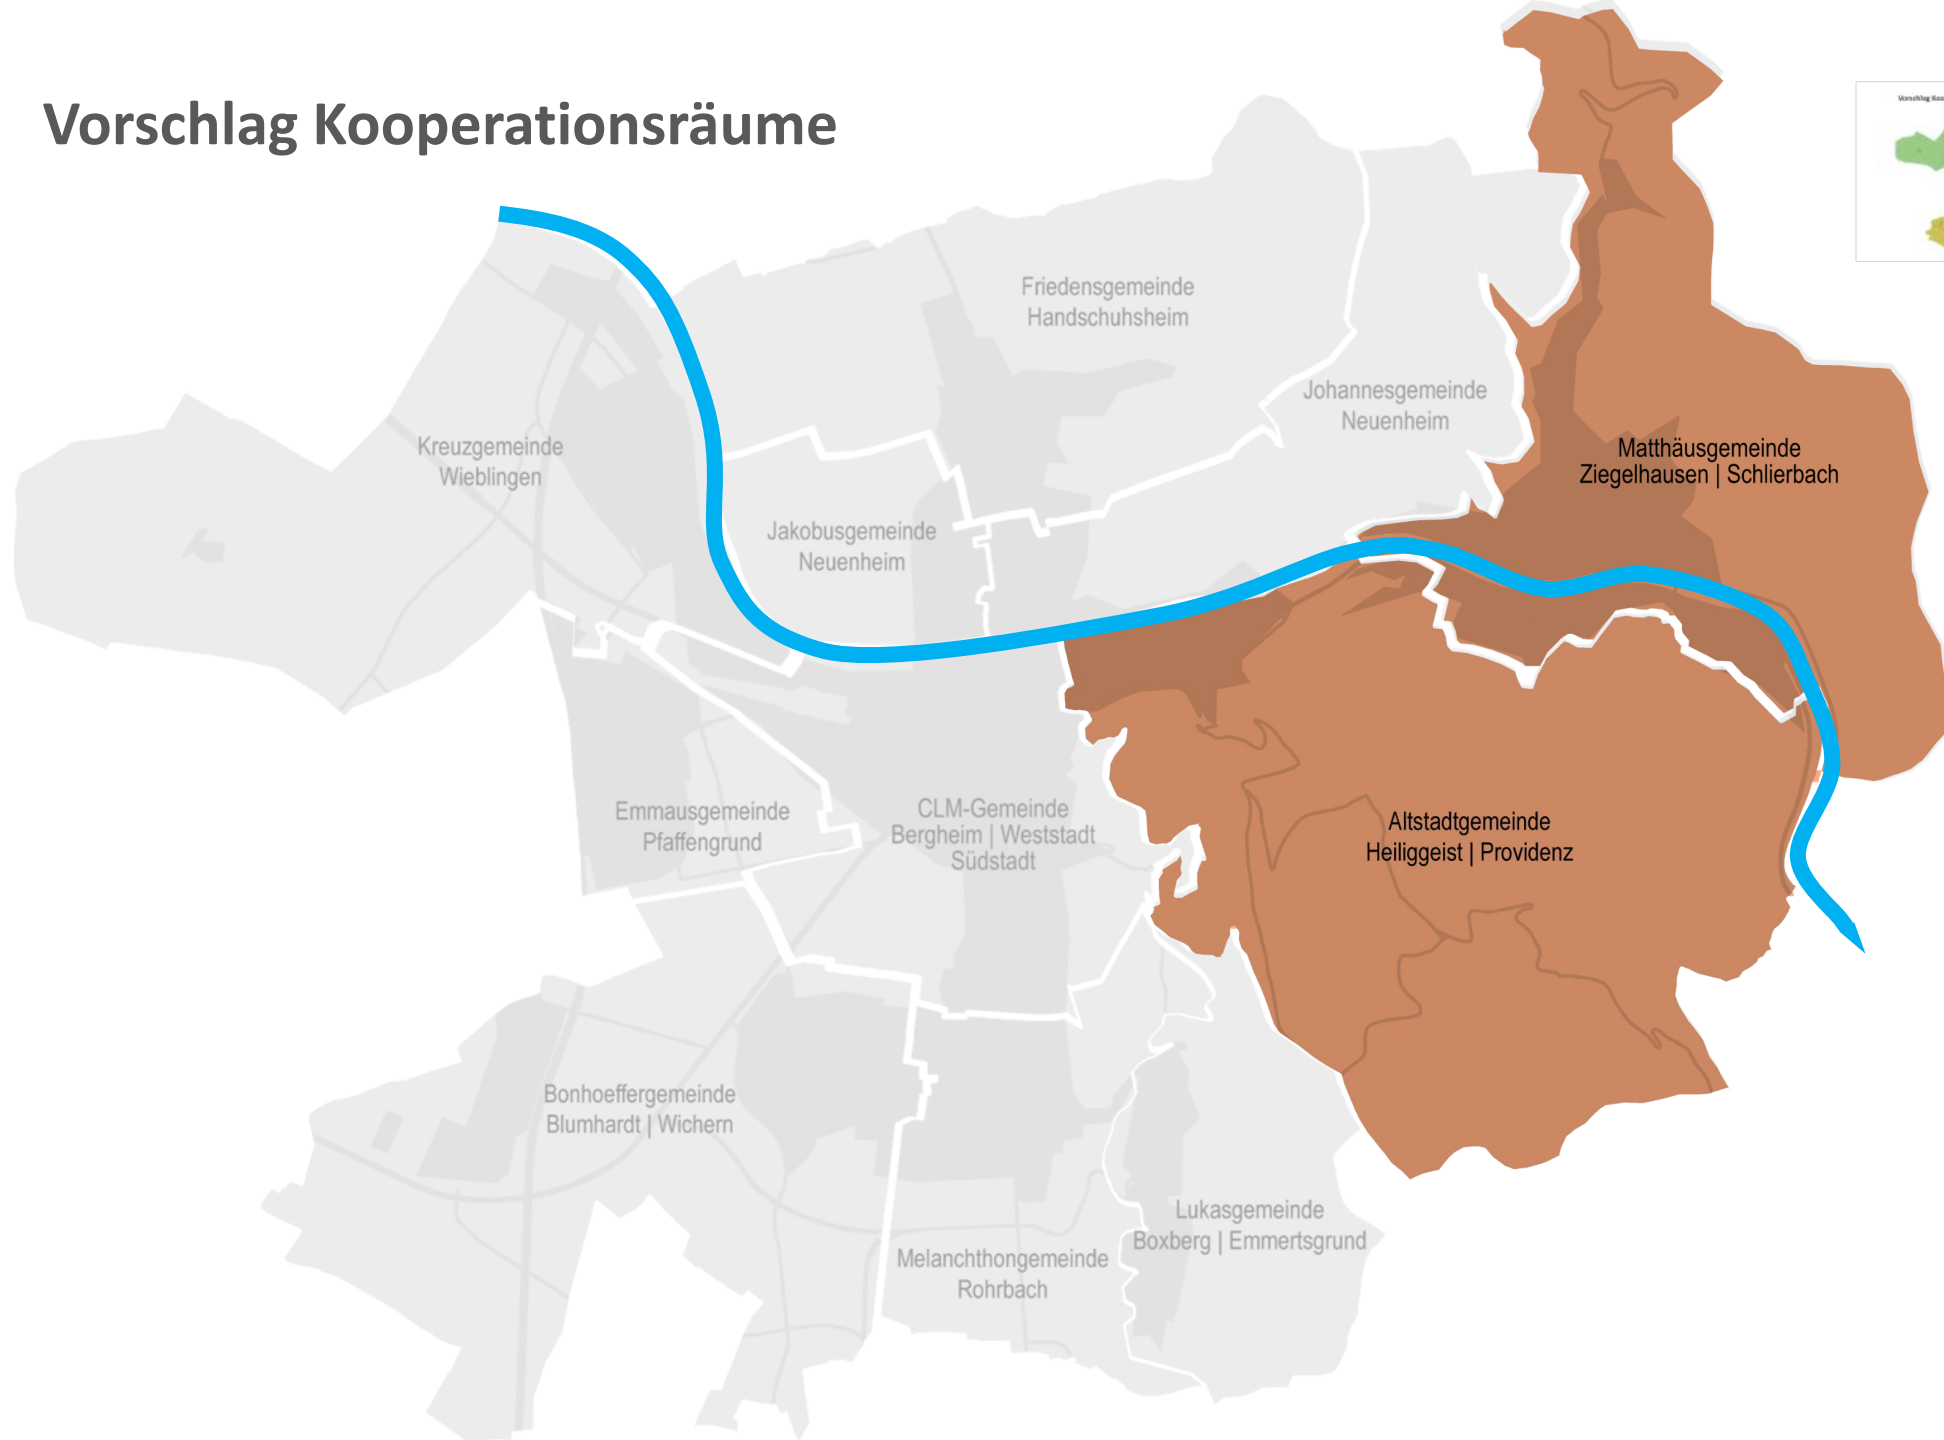 Vorschlag Kooperationsräume
Friedensgemeinde
Handschuhsheim
Johannesgemeinde
Neuenheim
Kreuzgemeinde
Wieblingen
Matthäusgemeinde
Ziegelhausen | Schlierbach
Jakobusgemeinde
Neuenheim
Emmausgemeinde
Pfaffengrund
CLM-Gemeinde
Bergheim | Weststadt
Südstadt
Altstadtgemeinde
Heiliggeist | Providenz
Bonhoeffergemeinde
Blumhardt | Wichern
Lukasgemeinde
Boxberg | Emmertsgrund
Melanchthongemeinde
Rohrbach